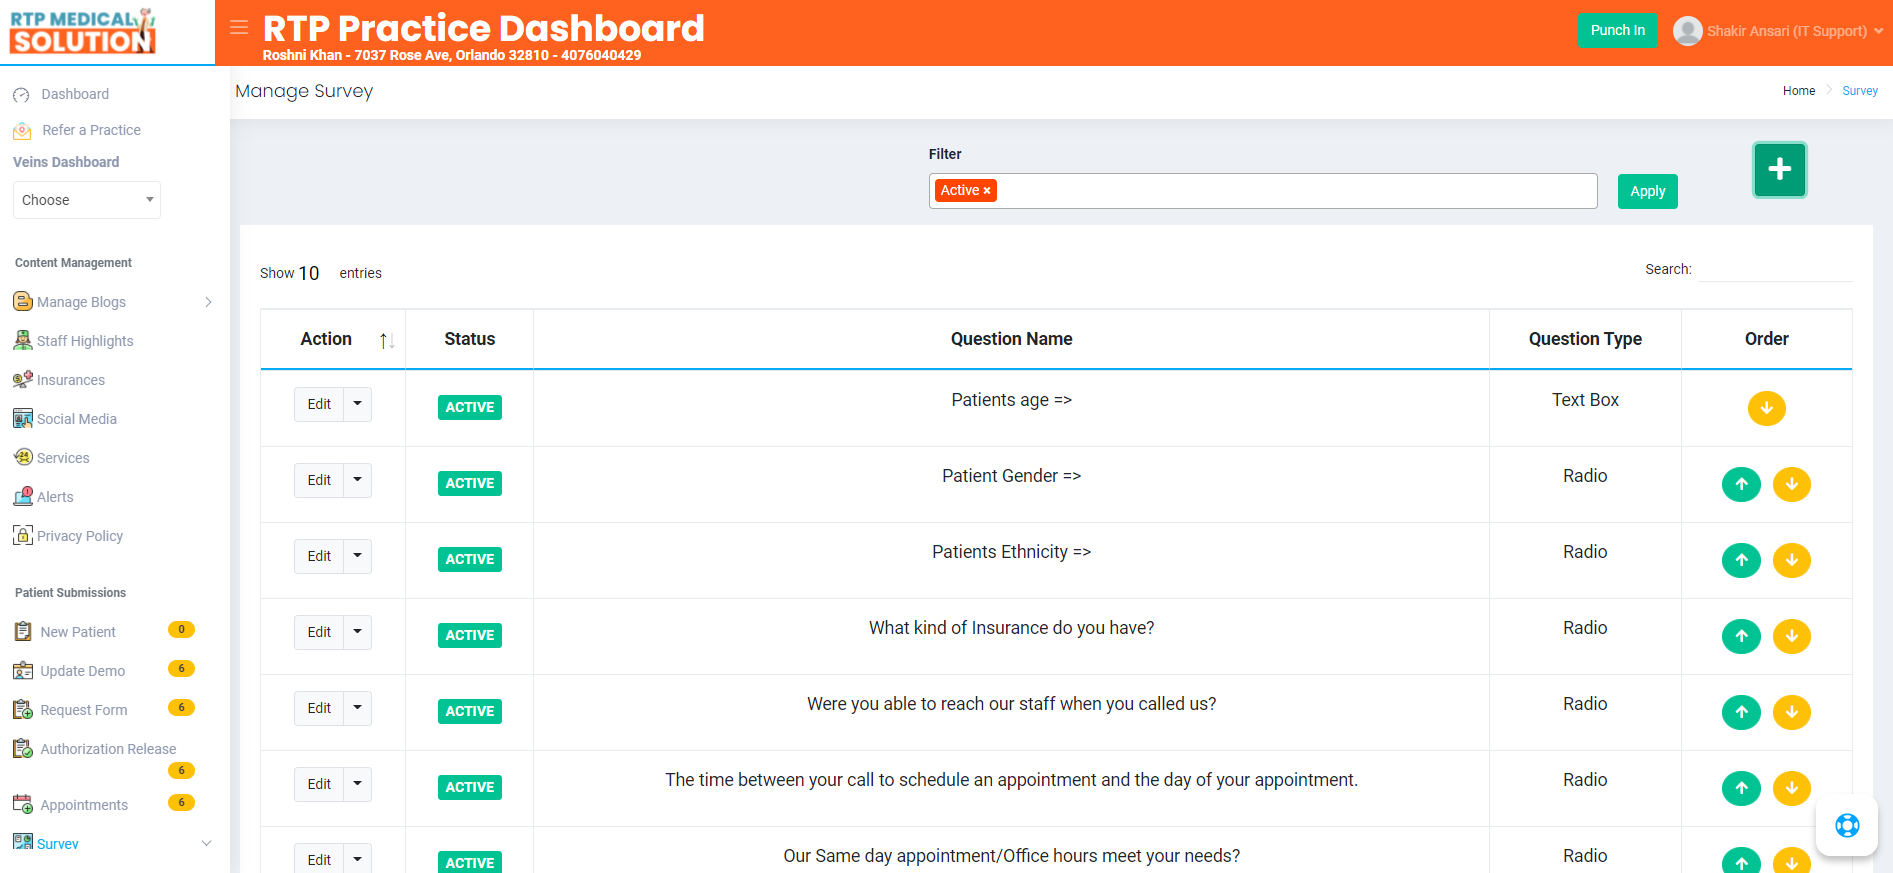 RTP MEDICAL
SOLUTION
RTP Practice Dashboard
Roshni Khan - 7037 Rose Ave, Orlando 32810 - 4076040429
Punch In
Shakir Ansari (IT Support)
Dashboard
Refer a Practice
Veins Dashboard
Choose
Content Management
Manage Blogs
Staff Highlights
Insurances
Social Media
Services
Alerts
Privacy Policy
Patient Submissions
New Patient 0
Update Demo 6
Request Form 6
Authorization Release
6
Appointments 6
Survey
Manage Survey
Home Survey
Filter
Active ×
Apply
Show 10 entries
Search:
Action Status Question Name Question Type Order
Edit ACTIVE Patients age => Text Box
Edit ACTIVE Patient Gender => Radio
Edit ACTIVE Patients Ethnicity => Radio
Edit ACTIVE What kind of Insurance do you have? Radio
Edit ACTIVE Were you able to reach our staff when you called us? Radio
Edit ACTIVE The time between your call to schedule an appointment and the day of your appointment. Radio
Edit ACTIVE Our Same day appointment/Office hours meet your needs? Radio